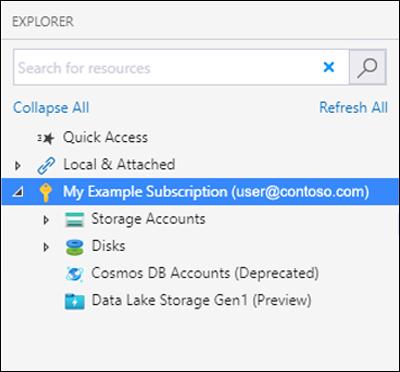 EXPLORER
Search for resources
Collapse All Refresh All
Quick Access
Local & Attached
My Example Subscription (user@contoso.com)
Storage Accounts
Disks
Cosmos DB Accounts (Deprecated)
Data Lake Storage Gen1 (Preview)